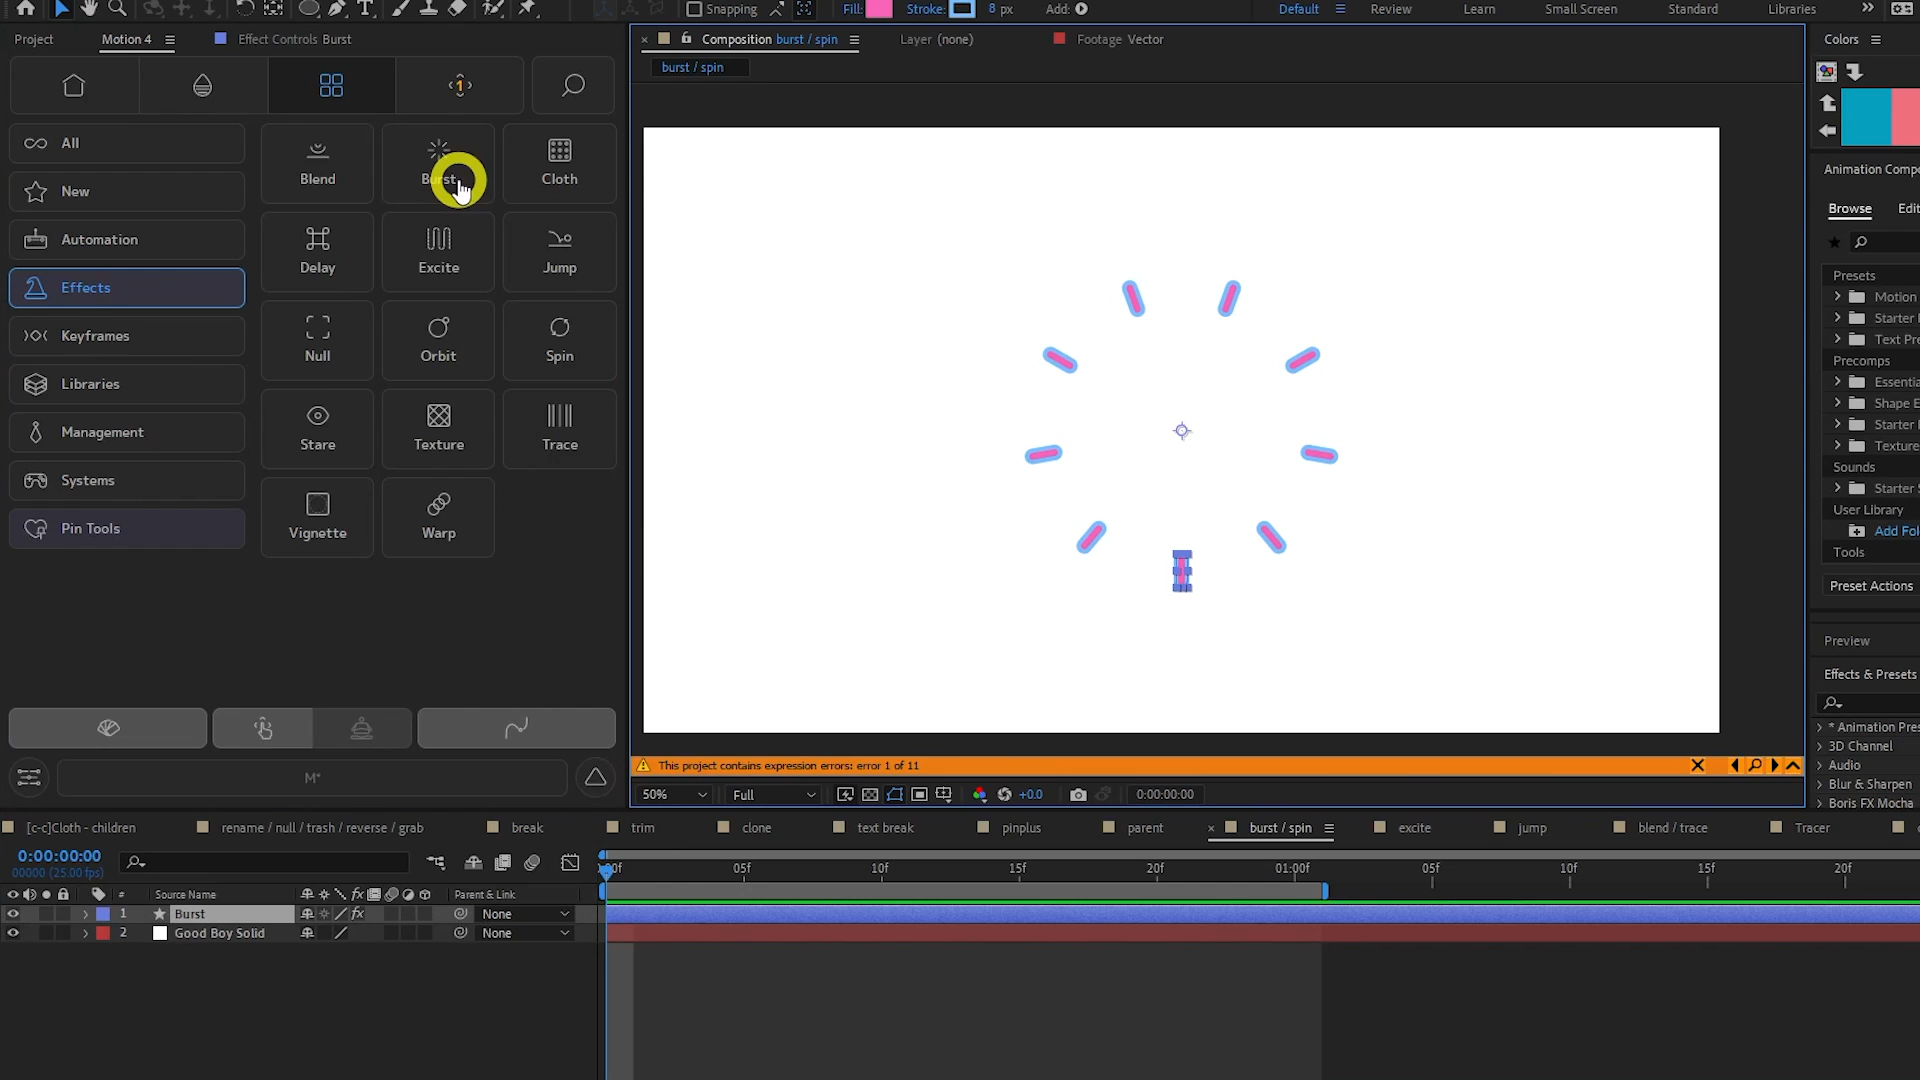 Snapping
Fill:
Stroke:
8 px
Add:
Default
Review
Learn
Small Screen
Standard
Libraries
Project
Motion 4
Effect Controls Burst
Composition burst / spin
Layer (none)
Footage Vector
Colors
burst / spin
1
All
New
Automation
Effects
Keyframes
Libraries
Management
Systems
Pin Tools
Blend
Burst
Cloth
Delay
Excite
Jump
Null
Orbit
Spin
Stare
Texture
Trace
Vignette
Warp
M*
Animation Compo
Browse
Edi
Presets
Motion
Starter
Text Pre
Precomps
Essentia
Shape E
Starter
Texture
Sounds
Starter S
User Library
Add Fol
Tools
Preset Actions
Preview
Effects & Presets
* Animation Pres
3D Channel
Audio
Blur & Sharpen
Boris FX Mocha
This project contains expression errors: error 1 of 11
50%
Full
+0.0
0:00:00:00
[c-c]Cloth - children
rename / null / trash / reverse / grab
break
trim
clone
text break
pinplus
parent
burst / spin
excite
jump
blend / trace
Tracer
0:00:00:00
00000 (25.00 fps)
05f
10f
15f
20f
01:00f
05f
10f
15f
20f
#
Source Name
fx
Parent & Link
1
Burst
fx
None
2
Good Boy Solid
None